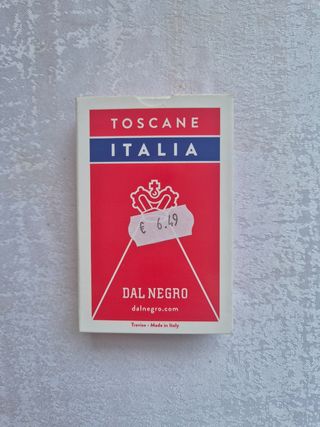 TOSCANE
ITALIA
€ 6.49
DAL NEGRO
dalnegro.com
Treviso - Made in Italy